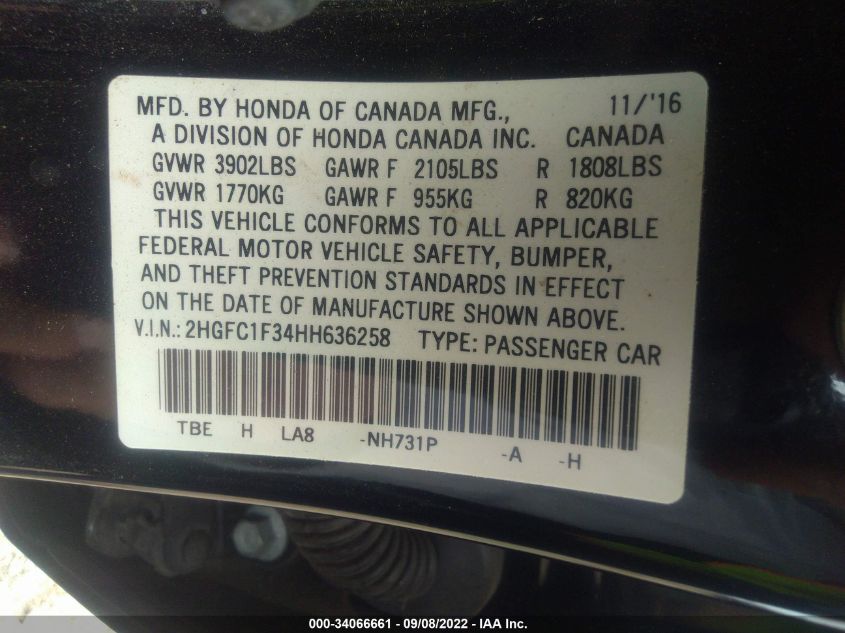 MFD. BY HONDA OF CANADA MFG., 11/'16
A DIVISION OF HONDA CANADA INC. CANADA
GVWR 3902LBS GAWR F 2105LBS R 1808LBS
GVWR 1770KG GAWR F 955KG R 820KG
THIS VEHICLE CONFORMS TO ALL APPLICABLE
FEDERAL MOTOR VEHICLE SAFETY, BUMPER,
AND THEFT PREVENTION STANDARDS IN EFFECT
ON THE DATE OF MANUFACTURE SHOWN ABOVE.
V.I.N.: 2HGFC1F34HH636258 TYPE: PASSENGER CAR
TBE H LA8 -NH731P -A -H
000-34066661 - 09/08/2022 - IAA Inc.